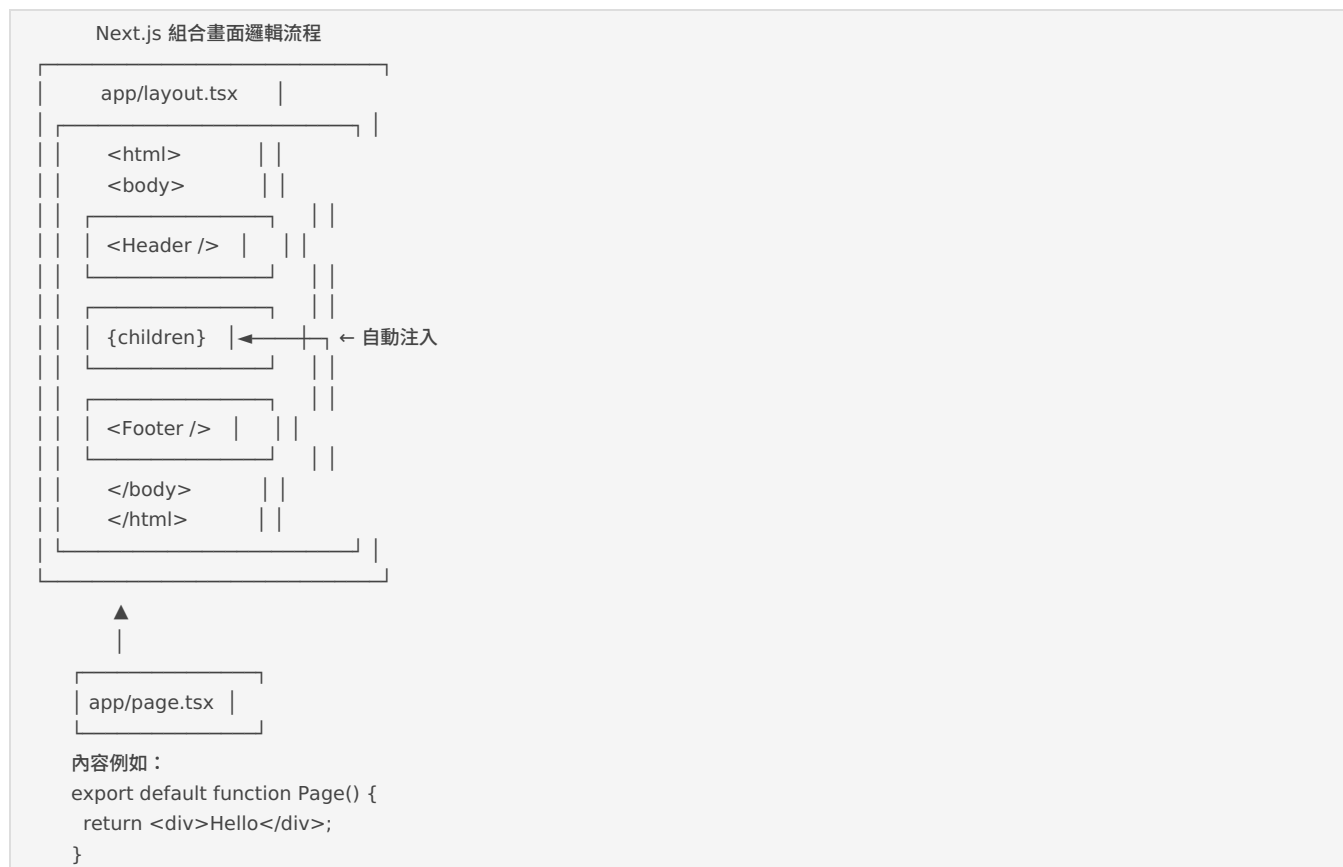 Next.js 組合畫面邏輯流程
┌─────────────────────────────┐
│ app/layout.tsx │
│ ┌─────────────────────────┐ │
│ │ <html> │ │
│ │ <body> │ │
│ │ ┌───────────────┐ │ │
│ │ │ <Header /> │ │ │
│ │ └───────────────┘ │ │
│ │ ┌───────────────┐ │ │
│ │ │ {children} │◄────┼─┐ ← 自動注入
│ │ └───────────────┘ │ │
│ │ ┌───────────────┐ │ │
│ │ │ <Footer /> │ │ │
│ │ └───────────────┘ │ │
│ │ </body> │ │
│ │ </html> │ │
│ └─────────────────────────┘ │
└─────────────────────────────┘
▲
│
┌───────────────┐
│ app/page.tsx │
└───────────────┘
內容例如：
export default function Page() {
return <div>Hello</div>;
}